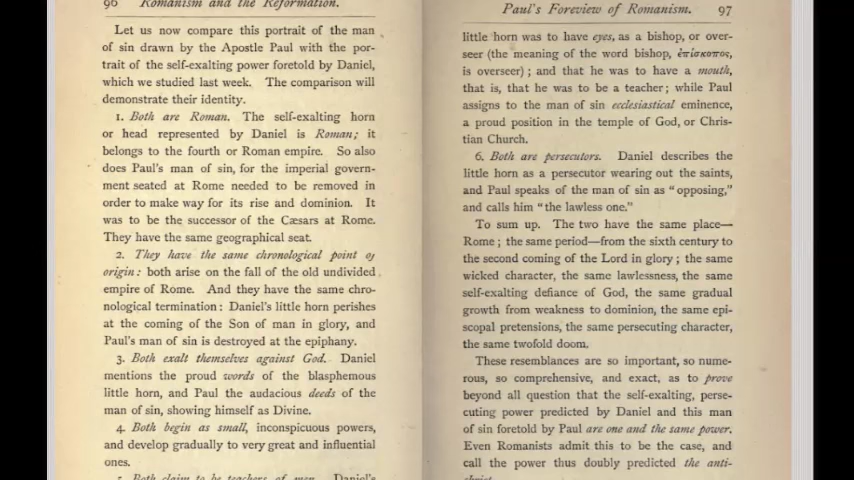 96 Romanism and the Reformation.
Let us now compare this portrait of the man
of sin drawn by the Apostle Paul with the por-
trait of the self-exalting power foretold by Daniel,
which we studied last week. The comparison will
demonstrate their identity.
1. Both are Roman. The self-exalting horn
or head represented by Daniel is Roman; it
belongs to the fourth or Roman empire. So also
does Paul's man of sin, for the imperial govern-
ment seated at Rome needed to be removed in
order to make way for its rise and dominion. It
was to be the successor of the Cæsars at Rome.
They have the same geographical seat.
2. They have the same chronological point of
origin: both arise on the fall of the old undivided
empire of Rome. And they have the same chro-
nological termination: Daniel's little horn perishes
at the coming of the Son of man in glory, and
Paul's man of sin is destroyed at the epiphany.
3. Both exalt themselves against God. Daniel
mentions the proud words of the blasphemous
little horn, and Paul the audacious deeds of the
man of sin, showing himself as Divine.
4. Both begin as small, inconspicuous powers,
and develop gradually to very great and influential
ones.
5. Both claim to be teachers of men. Daniel's
Paul's Foreview of Romanism. 97
little horn was to have eyes, as a bishop, or over-
seer (the meaning of the word bishop, ἐπίσκοπος,
is overseer); and that he was to have a mouth,
that is, that he was to be a teacher; while Paul
assigns to the man of sin ecclesiastical eminence,
a proud position in the temple of God, or Chris-
tian Church.
6. Both are persecutors. Daniel describes the
little horn as a persecutor wearing out the saints,
and Paul speaks of the man of sin as "opposing,"
and calls him "the lawless one."
To sum up. The two have the same place—
Rome; the same period—from the sixth century to
the second coming of the Lord in glory; the same
wicked character, the same lawlessness, the same
self-exalting defiance of God, the same gradual
growth from weakness to dominion, the same epi-
scopal pretensions, the same persecuting character,
the same twofold doom.
These resemblances are so important, so nume-
rous, so comprehensive, and exact, as to prove
beyond all question that the self-exalting, perse-
cuting power predicted by Daniel and this man
of sin foretold by Paul are one and the same power.
Even Romanists admit this to be the case, and
call the power thus doubly predicted the anti-
christ.